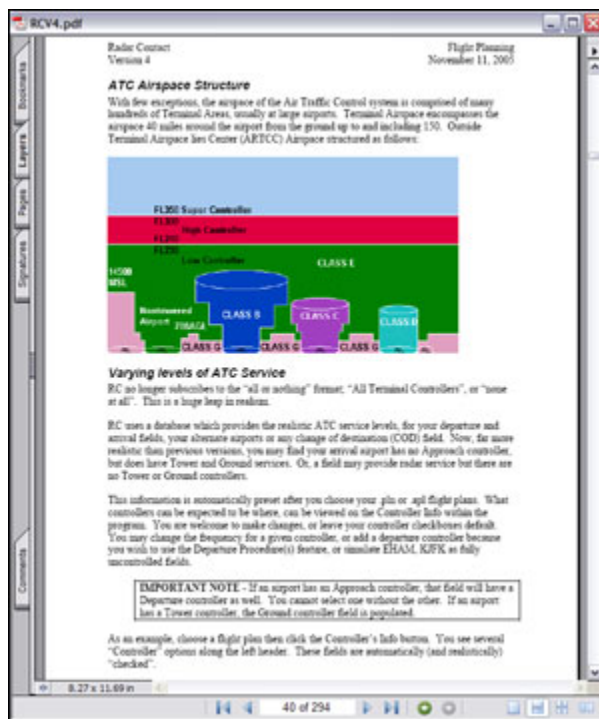 RCV4.pdf
Bookmarks
Layers
Pages
Signatures
Comments
Radar Contact
Version 4
Flight Planning
November 11, 2005
ATC Airspace Structure
With few exceptions, the airspace of the Air Traffic Control system is comprised of many
hundreds of Terminal Areas, usually at large airports. Terminal Airspace encompasses the
airspace 40 miles around the airport from the ground up to and including 150. Outside
Terminal Airspace lies Center (ARTCC) Airspace structured as follows:
Super Controller
High Controller
Low Controller
CLASS E
14500
MSL
Nontowered
Airport
CLASS B
CLASS C
CLASS D
CLASS G
CLASS G
CLASS G
Varying levels of ATC Service
RC no longer subscribes to the "all or nothing" format, "All Terminal Controllers", or "none
at all". This is a huge leap in realism.
RC uses a database which provides the realistic ATC service levels, for your departure and
arrival fields, your alternate airports or any change of destination (COD) field. Now, far more
realistic than previous versions, you may find your arrival airport has no Approach controller,
but does have Tower and Ground services. Or, a field may provide radar service but there are
no Tower or Ground controllers.
This information is automatically preset after you choose your .pln or .apl flight plans. What
controllers can be expected to be where, can be viewed on the Controller Info within the
program. You are welcome to make changes, or leave your controller checkboxes default.
You may change the frequency for a given controller, or add a departure controller because
you wish to use the Departure Procedure(s) feature, or simulate EHAM, KJFK as fully
uncontrolled fields.
IMPORTANT NOTE - If an airport has an Approach controller, that field will have a
Departure controller as well. You cannot select one without the other. If an airport
has a Tower controller, the Ground controller field is populated.
As an example, choose a flight plan then click the Controller's Info button. You see several
"Controller" options along the left header. These fields are automatically (and realistically)
"checked".
8.27 x 11.69 in
40 of 294